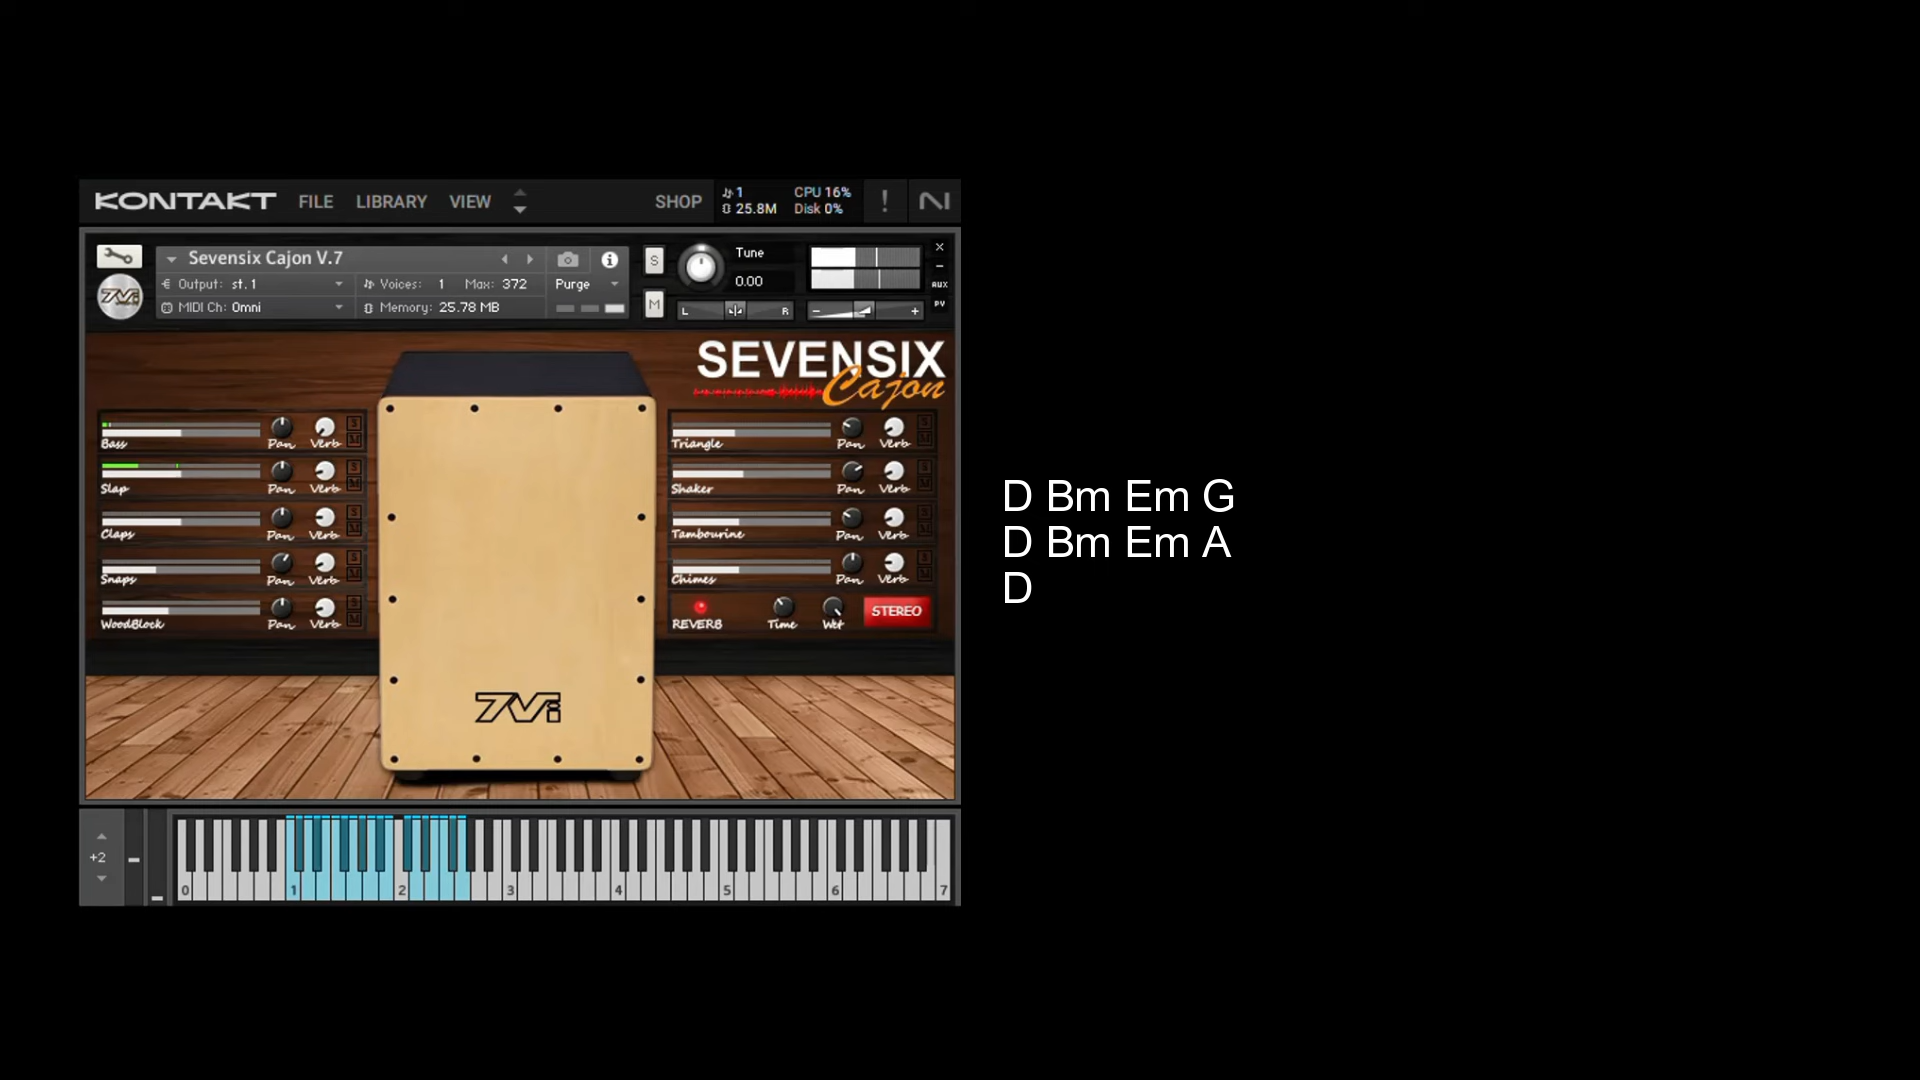 KONTAKT FILE LIBRARY VIEW SHOP 1 CPU 16%
25.8M Disk 0%
Sevensix Cajon V.7
Output: st.1 Voices: 1 Max: 372 Purge
MIDI Ch: Omni Memory: 25.78 MB
S
M
Tune
0.00
L R
- +
×
-
AUX
PV
7Vi
SEVENSIX
Cajon
Bass Pan Verb S M
Slap Pan Verb S M
Claps Pan Verb S M
Snaps Pan Verb S M
WoodBlock Pan Verb S M
Triangle Pan Verb S M
Shaker Pan Verb S M
Tambourine Pan Verb S M
Chimes Pan Verb S M
REVERB Time Wet STEREO
7Vi
+2
0 1 2 3 4 5 6 7
D Bm Em G
D Bm Em A
D